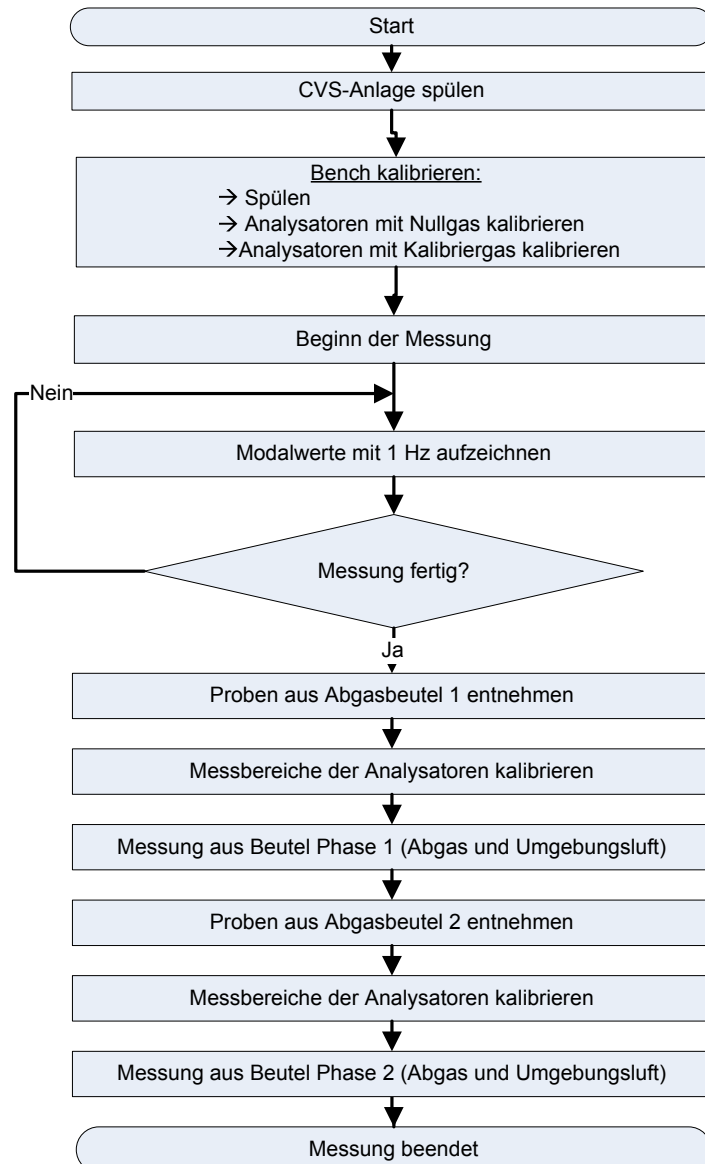 Start
CVS-Anlage spülen
Bench kalibrieren:
→ Spülen
→ Analysatoren mit Nullgas kalibrieren
→Analysatoren mit Kalibriergas kalibrieren
Beginn der Messung
Nein
Modalwerte mit 1 Hz aufzeichnen
Messung fertig?
Ja
Proben aus Abgasbeutel 1 entnehmen
Messbereiche der Analysatoren kalibrieren
Messung aus Beutel Phase 1 (Abgas und Umgebungsluft)
Proben aus Abgasbeutel 2 entnehmen
Messbereiche der Analysatoren kalibrieren
Messung aus Beutel Phase 2 (Abgas und Umgebungsluft)
Messung beendet